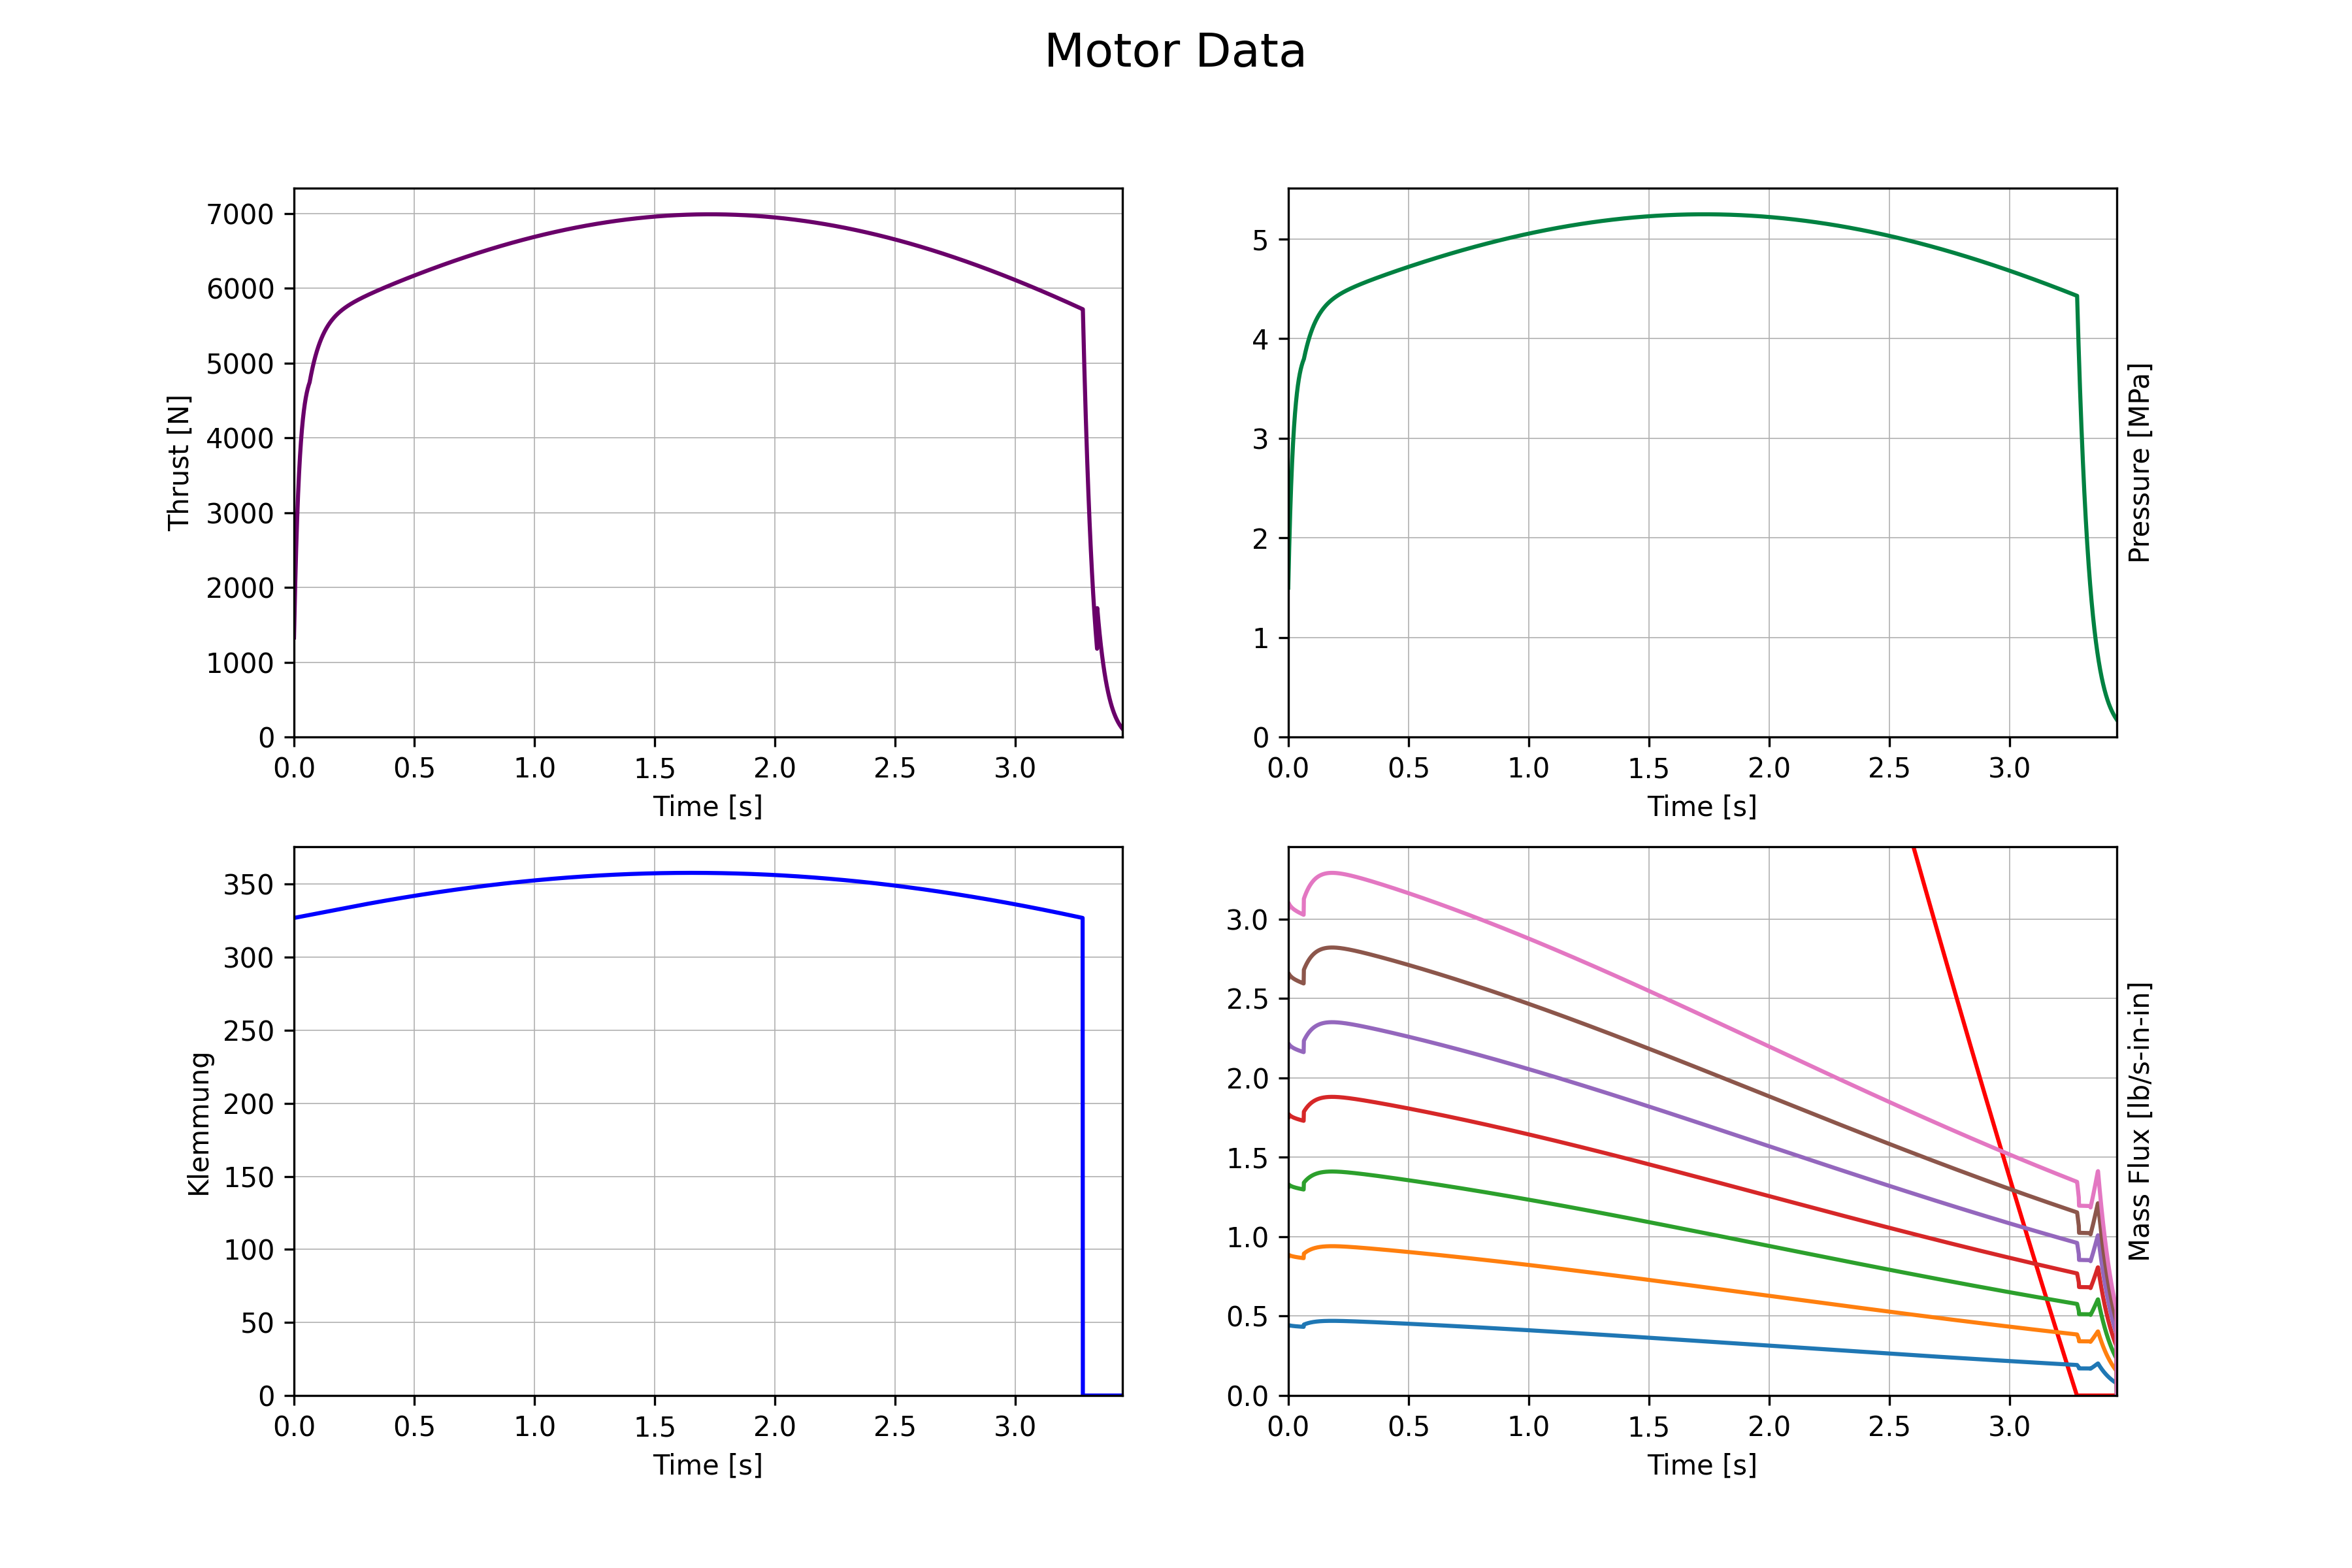 Motor Data
7000
6000
5000
4000
3000
2000
1000
0
Thrust [N]
0.0 0.5 1.0 1.5 2.0 2.5 3.0
Time [s]
5
4
3
2
1
0
Pressure [MPa]
0.0 0.5 1.0 1.5 2.0 2.5 3.0
Time [s]
350
300
250
200
150
100
50
0
Klemmung
0.0 0.5 1.0 1.5 2.0 2.5 3.0
Time [s]
3.0
2.5
2.0
1.5
1.0
0.5
0.0
Mass Flux [lb/s-in-in]
0.0 0.5 1.0 1.5 2.0 2.5 3.0
Time [s]